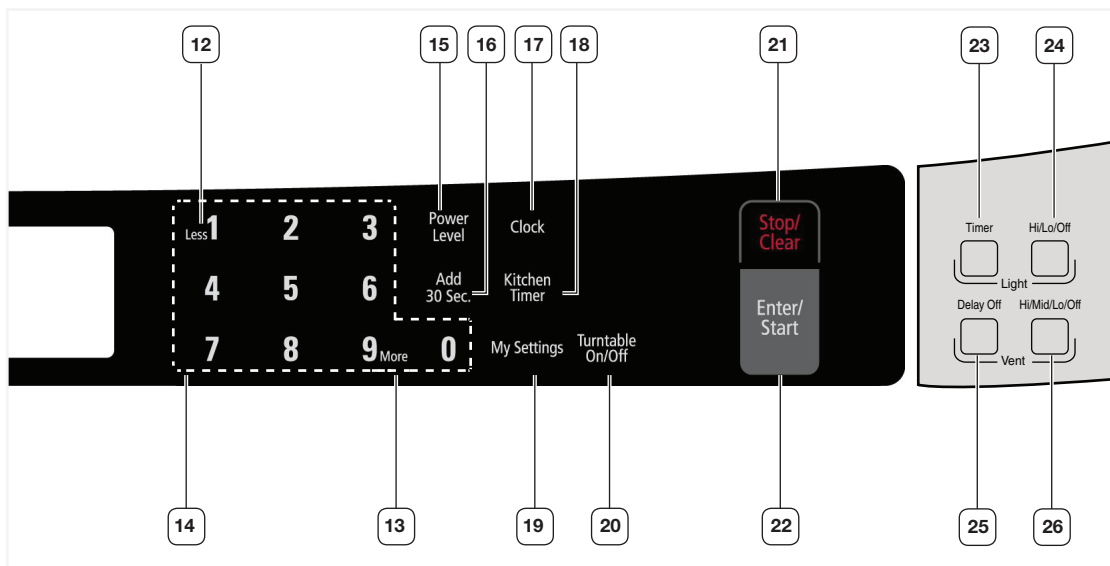 12
15
16
17
18
21
23
24
Less 1 2 3
Power
Level
Clock
Stop/
Clear
Timer
Hi/Lo/Off
Light
4 5 6
Add
30 Sec.
Kitchen
Timer
Enter/
Start
Delay Off
Hi/Mid/Lo/Off
Vent
7 8 9 More 0
My Settings
Turntable
On/Off
14
13
19
20
22
25
26